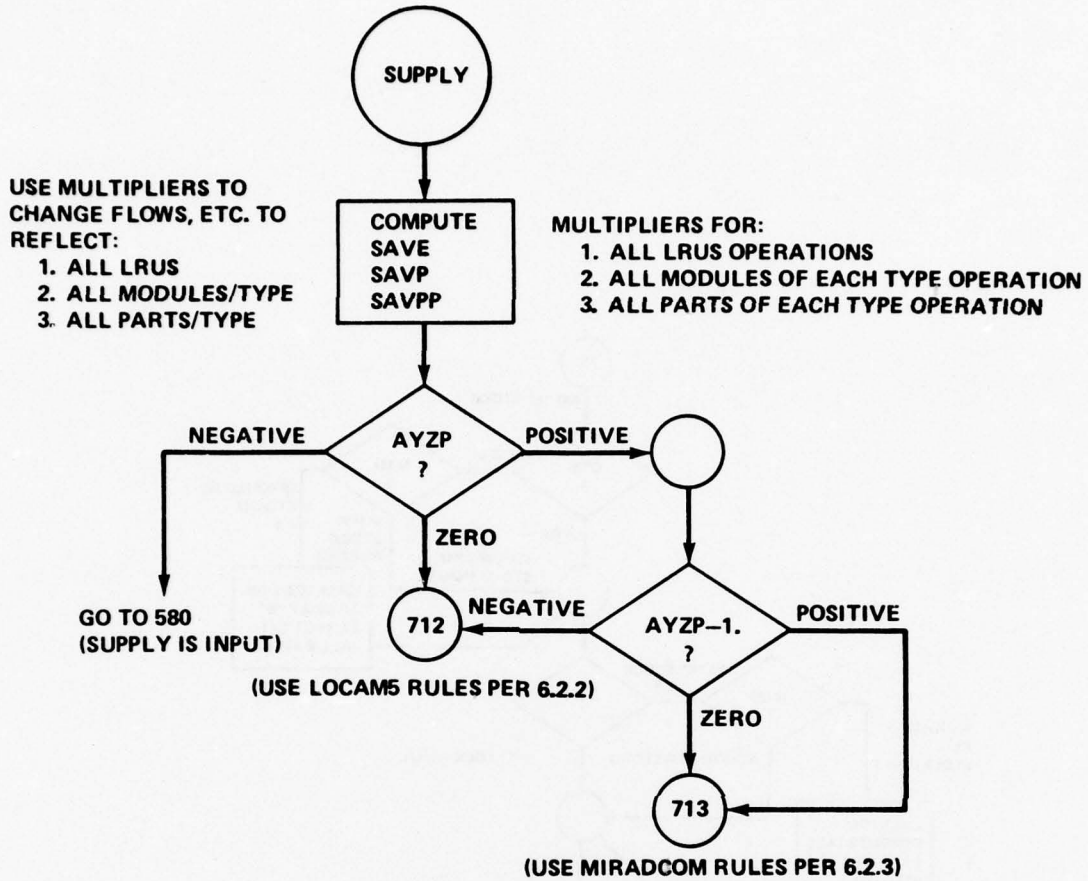 SUPPLY
USE MULTIPLIERS TO
CHANGE FLOWS, ETC. TO
REFLECT:
1. ALL LRUS
2. ALL MODULES/TYPE
3. ALL PARTS/TYPE
COMPUTE
SAVE
SAVP
SAVPP
MULTIPLIERS FOR:
1. ALL LRUS OPERATIONS
2. ALL MODULES OF EACH TYPE OPERATION
3. ALL PARTS OF EACH TYPE OPERATION
NEGATIVE
AYZP
?
POSITIVE
ZERO
GO TO 580
(SUPPLY IS INPUT)
712
NEGATIVE
AYZP–1.
?
POSITIVE
(USE LOCAM5 RULES PER 6.2.2)
ZERO
713
(USE MIRADCOM RULES PER 6.2.3)